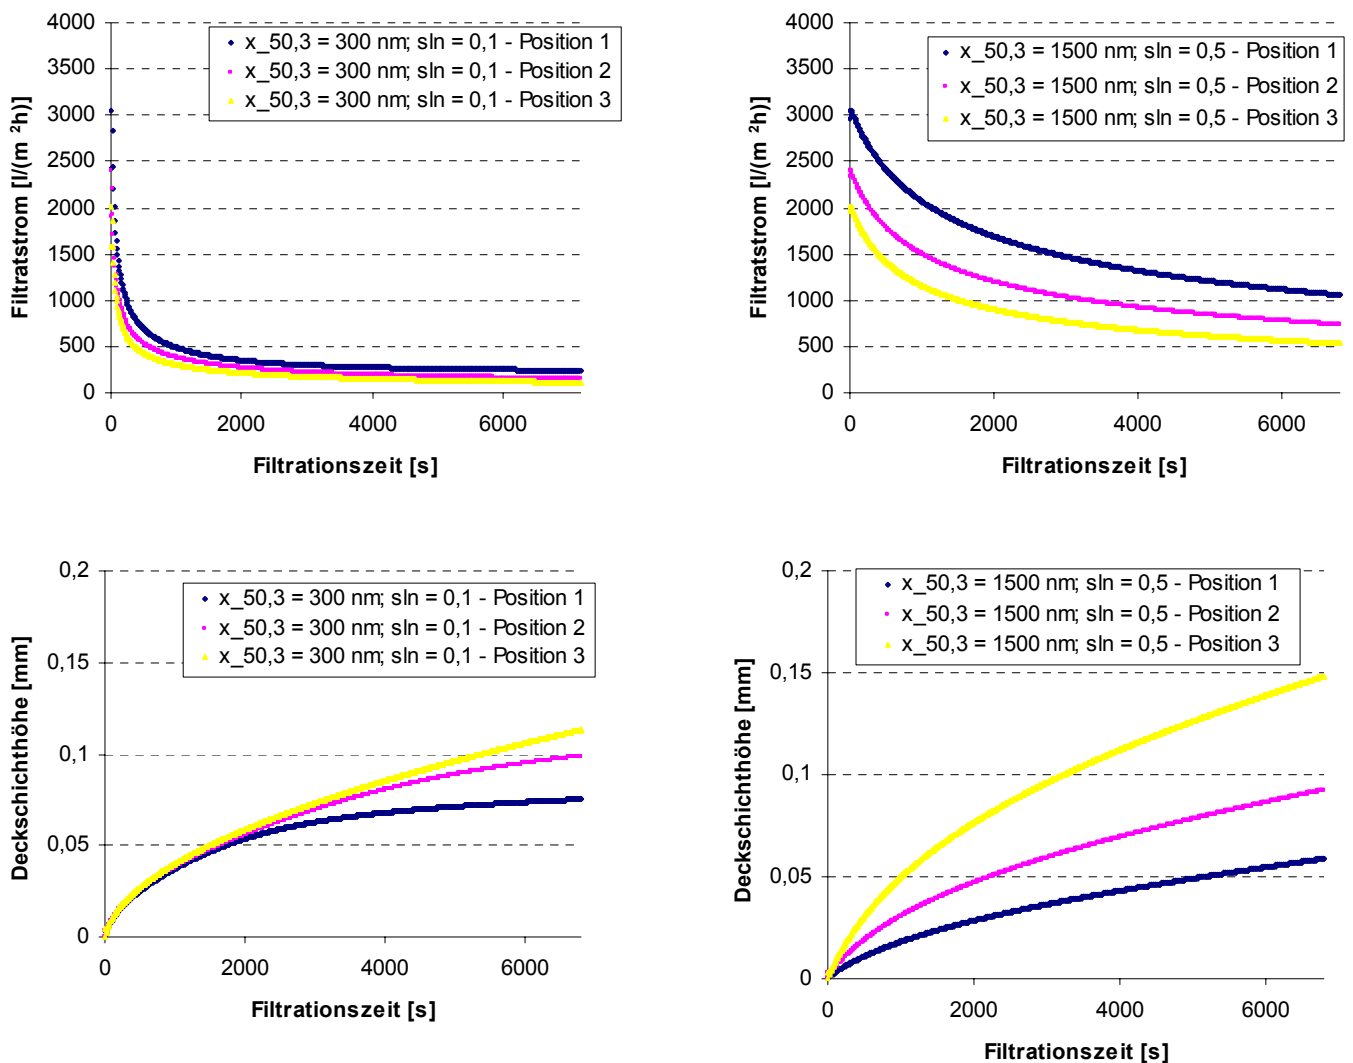 4000
3500
3000
2500
2000
1500
1000
500
0
Filtratstrom [l/(m ²h)]
x_50,3 = 300 nm; sln = 0,1 - Position 1
x_50,3 = 300 nm; sln = 0,1 - Position 2
x_50,3 = 300 nm; sln = 0,1 - Position 3
0 2000 4000 6000
Filtrationszeit [s]
4000
3500
3000
2500
2000
1500
1000
500
0
Filtratstrom [l/(m ²h)]
x_50,3 = 1500 nm; sln = 0,5 - Position 1
x_50,3 = 1500 nm; sln = 0,5 - Position 2
x_50,3 = 1500 nm; sln = 0,5 - Position 3
0 2000 4000 6000
Filtrationszeit [s]
0,2
0,15
0,1
0,05
0
Deckschichthöhe [mm]
x_50,3 = 300 nm; sln = 0,1 - Position 1
x_50,3 = 300 nm; sln = 0,1 - Position 2
x_50,3 = 300 nm; sln = 0,1 - Position 3
0 2000 4000 6000
Filtrationszeit [s]
0,2
0,15
0,1
0,05
0
Deckschichthöhe [mm]
x_50,3 = 1500 nm; sln = 0,5 - Position 1
x_50,3 = 1500 nm; sln = 0,5 - Position 2
x_50,3 = 1500 nm; sln = 0,5 - Position 3
0 2000 4000 6000
Filtrationszeit [s]